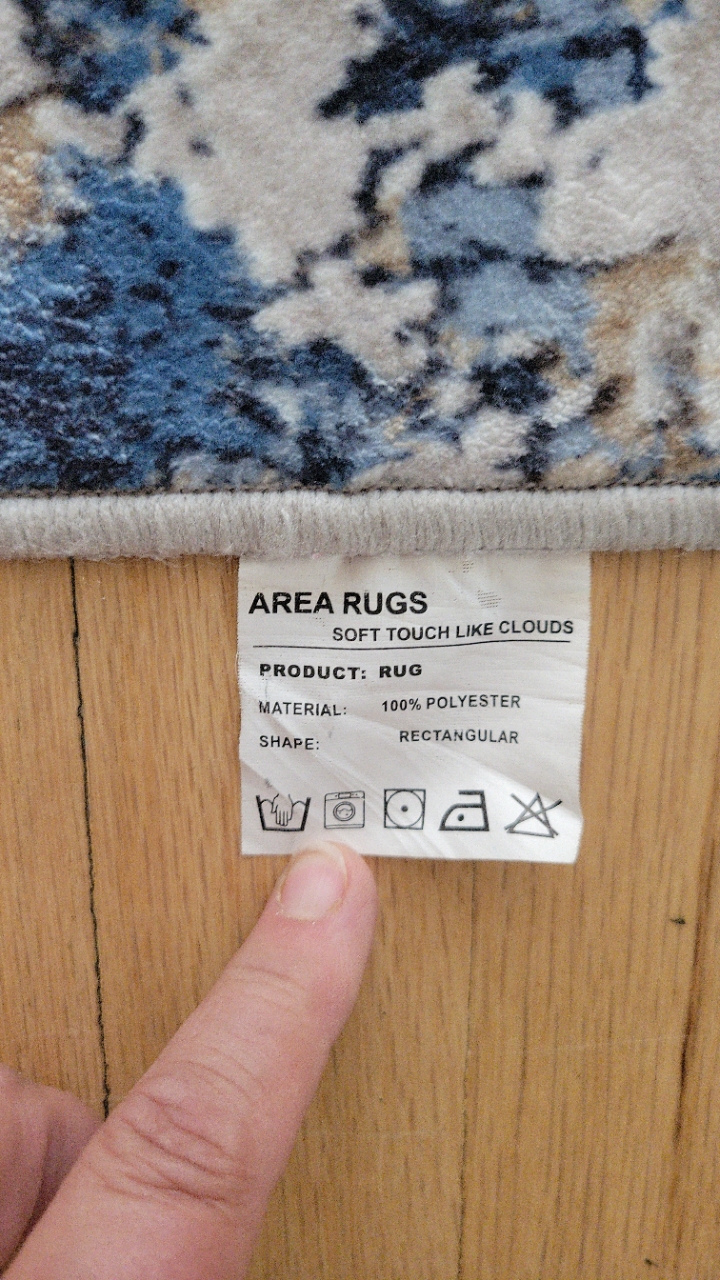 AREA RUGS
SOFT TOUCH LIKE CLOUDS
PRODUCT: RUG
MATERIAL: 100% POLYESTER
SHAPE: RECTANGULAR